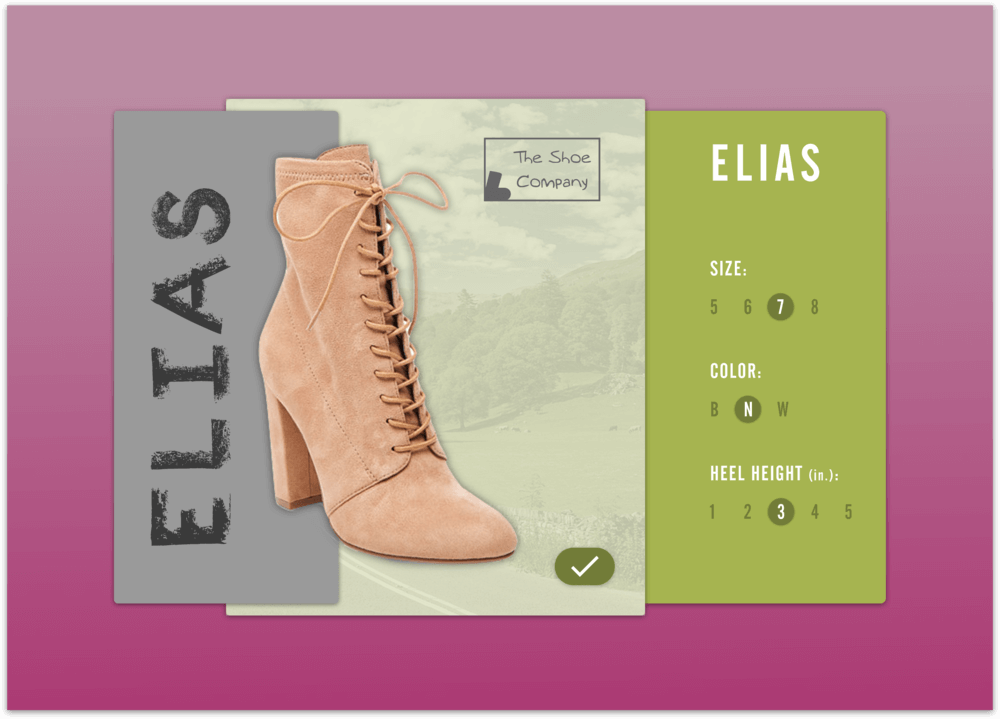 ELIAS
The Shoe
Company
ELIAS
SIZE:
5 6 7 8
COLOR:
B N W
HEEL HEIGHT (in.):
1 2 3 4 5